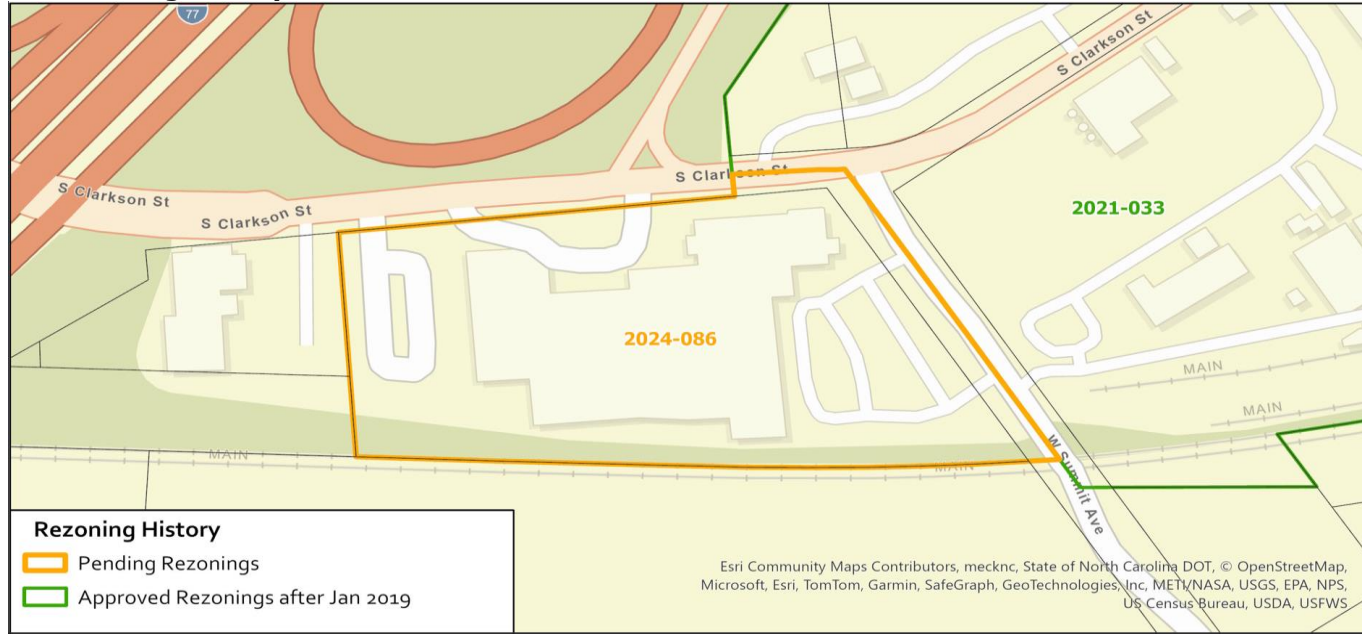 77
S Clarkson St
S Clarkson St
S Clarkson St
S Clarkson St
2021-033
2024-086
MAIN
MAIN
MAIN
MAIN
W Summit Ave
Rezoning History
Pending Rezonings
Approved Rezonings after Jan 2019
Esri Community Maps Contributors, mecknc, State of North Carolina DOT, © OpenStreetMap,
Microsoft, Esri, TomTom, Garmin, SafeGraph, GeoTechnologies, Inc, METI/NASA, USGS, EPA, NPS,
US Census Bureau, USDA, USFWS